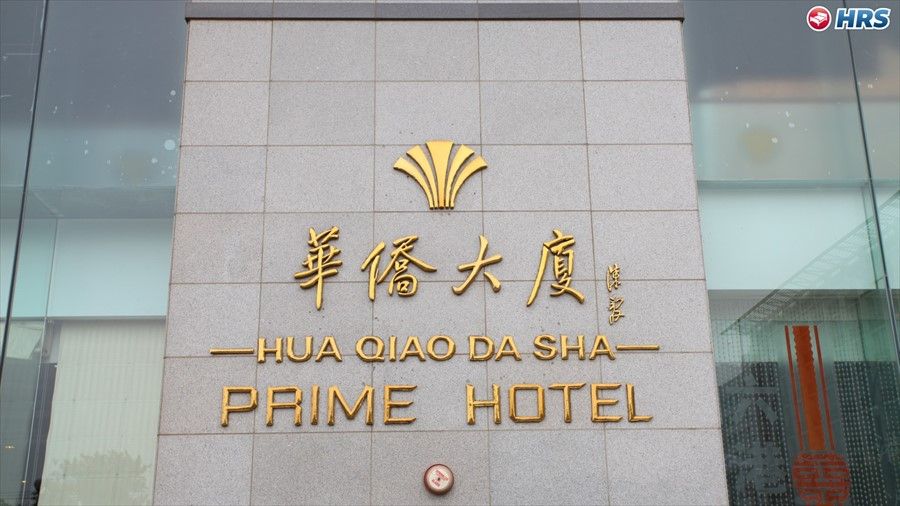 HRS
華僑大廈
HUA QIAO DA SHA
PRIME HOTEL